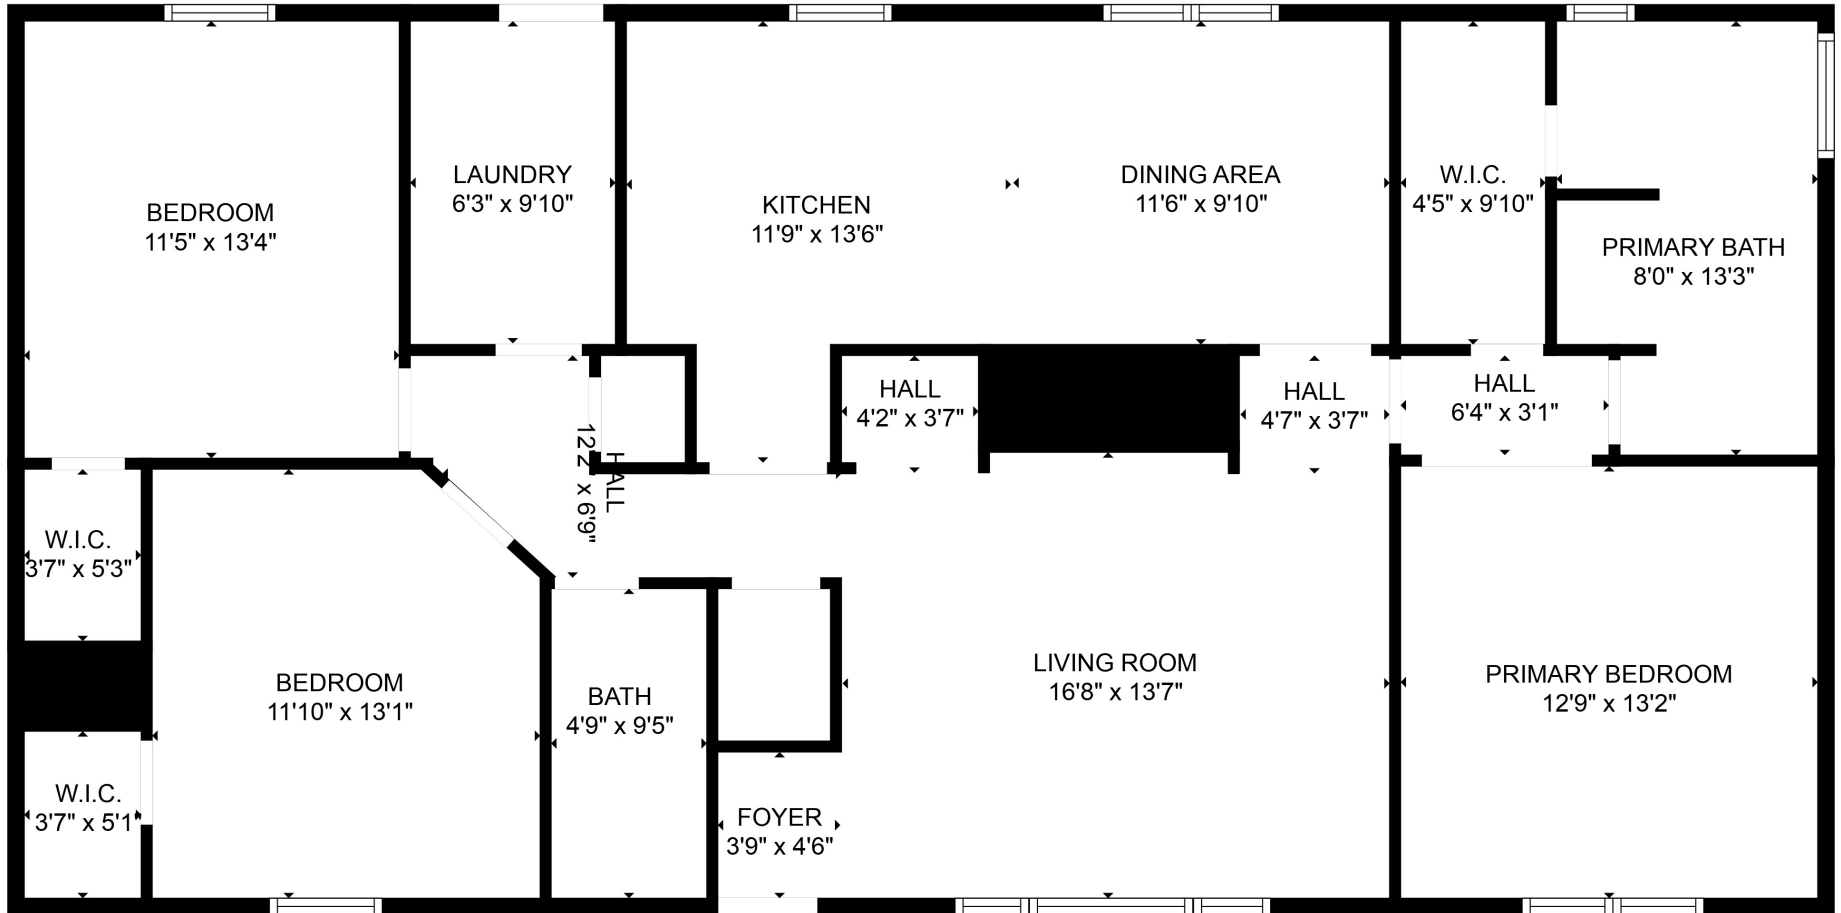 BEDROOM
11'5" x 13'4"
LAUNDRY
6'3" x 9'10"
KITCHEN
11'9" x 13'6"
DINING AREA
11'6" x 9'10"
W.I.C.
4'5" x 9'10"
PRIMARY BATH
8'0" x 13'3"
HALL
4'2" x 3'7"
HALL
4'7" x 3'7"
HALL
6'4" x 3'1"
HALL
12'2" x 6'9"
W.I.C.
3'7" x 5'3"
BEDROOM
11'10" x 13'1"
BATH
4'9" x 9'5"
LIVING ROOM
16'8" x 13'7"
PRIMARY BEDROOM
12'9" x 13'2"
W.I.C.
3'7" x 5'1"
FOYER
3'9" x 4'6"